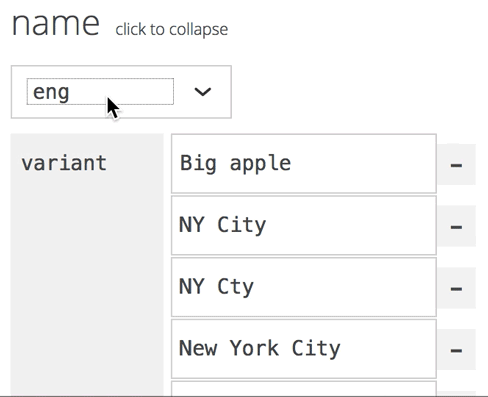 name click to collapse
eng
variant
Big apple
NY City
NY Cty
New York City